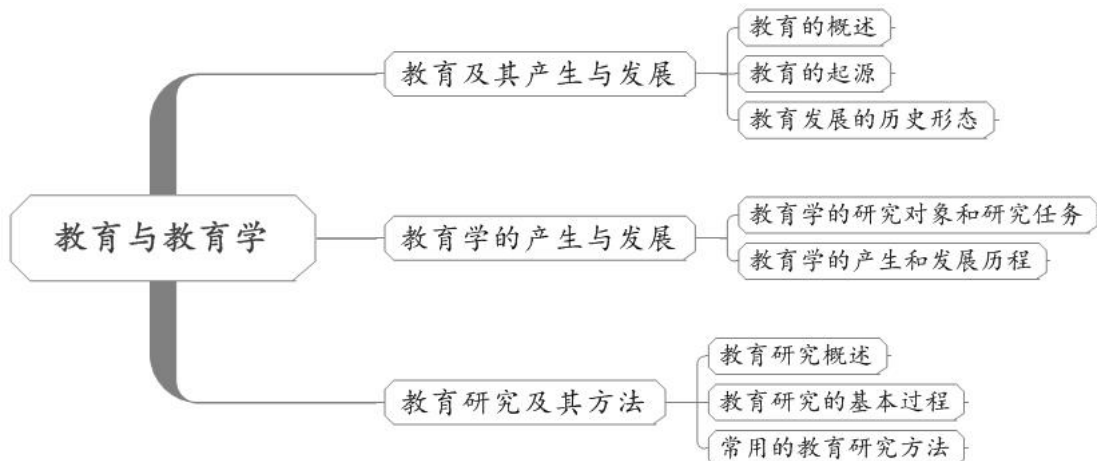 教育与教育学
教育及其产生与发展
教育的概述
教育的起源
教育发展的历史形态
教育学的产生与发展
教育学的研究对象和研究任务
教育学的产生和发展历程
教育研究及其方法
教育研究概述
教育研究的基本过程
常用的教育研究方法